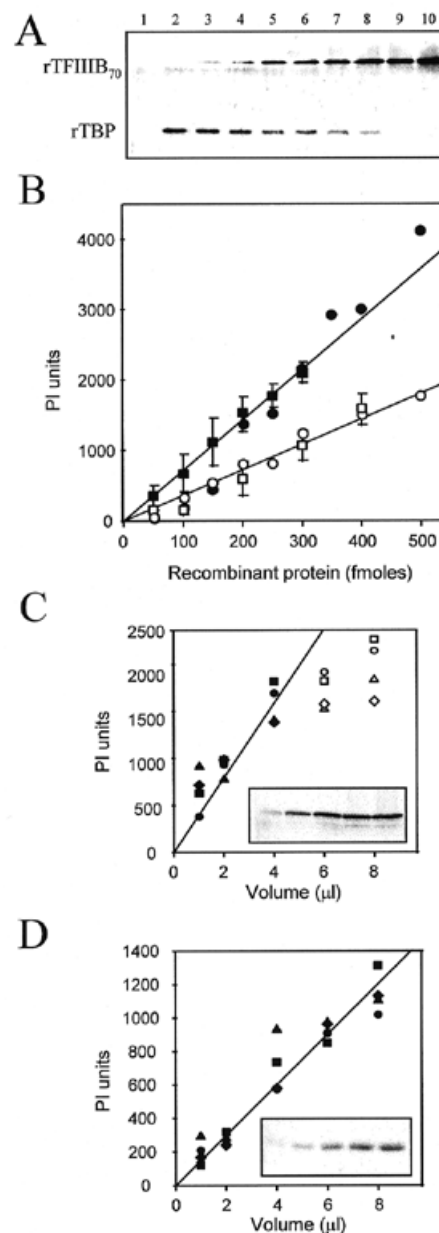 A
1 2 3 4 5 6 7 8 9 10
rTFIIIB70
rTBP
B
4000
3000
2000
1000
0
PI units
0 100 200 300 400 500
Recombinant protein (fmoles)
C
2500
2000
1500
1000
500
0
PI units
0 2 4 6 8
Volume (μl)
D
1400
1200
1000
800
600
400
200
0
PI units
0 2 4 6 8
Volume (μl)